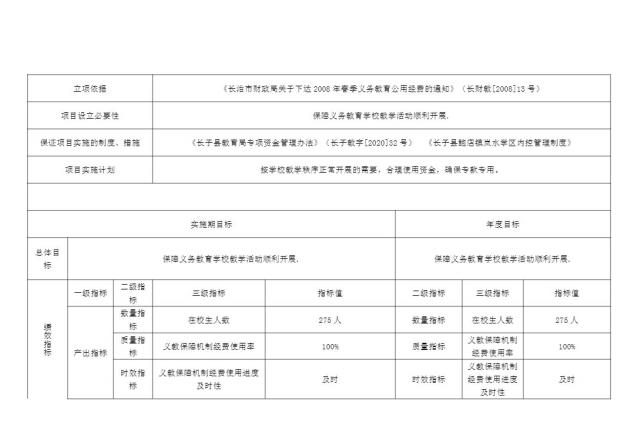 立项依据 《长治市财政局关于下达2008年春季义务教育公用经费的通知》（长财教[2008]13号）
项目设立必要性 保障义务教育学校教学活动顺利开展.
保证项目实施的制度、措施 《长子县教育局专项资金管理办法》（长子教字[2020]32号） 《长子县鲍店镇岚水学区内控管理制度》
项目实施计划 按学校教学秩序正常开展的需要，合理使用资金，确保专款专用。
实施期目标 年度目标
总体目
标
保障义务教育学校教学活动顺利开展. 保障义务教育学校教学活动顺利开展.
绩
效
指
标
一级指标 二级指
标
三级指标 指标值 二级指标 三级指标 指标值
产出指标
数量指
标
在校生人数 275人 数量指标 在校生人数 275人
质量指
标
义教保障机制经费使用率 100% 质量指标 义教保障机制
经费使用率
100%
时效指
标
义教保障机制经费使用进度
及时性
及时 时效指标 义教保障机制
经费使用进度
及时性
及时